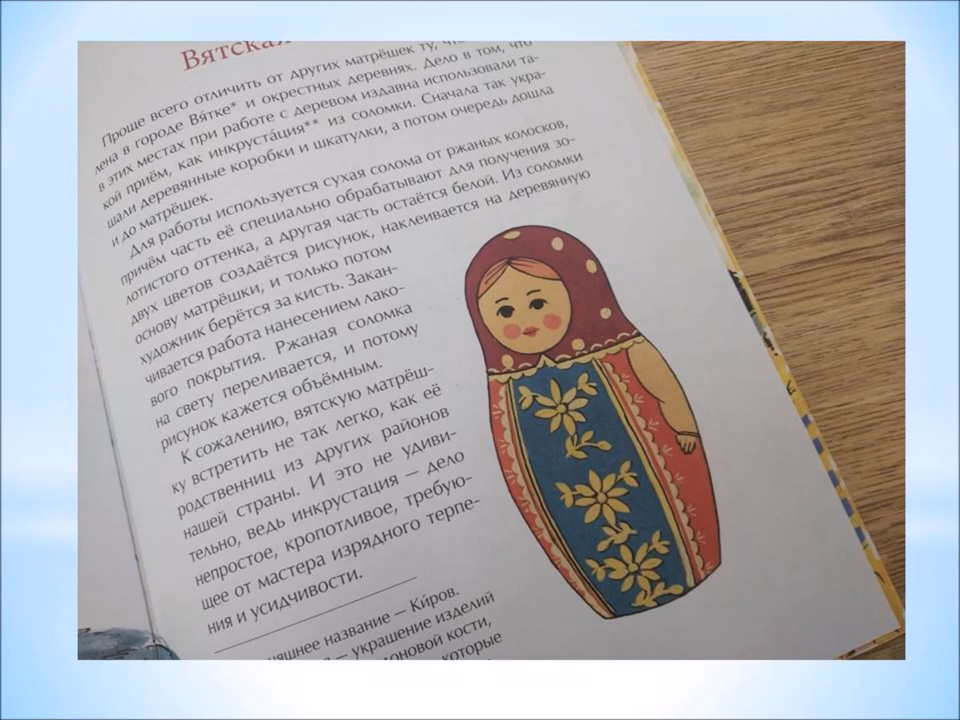 Вятская
Проще всего отличить от других матрёшек ту,
лена в городе Вя́тке* и окрестных деревнях. Дело в том, что
в этих местах при работе с деревом издавна использовали та-
кой приём, как инкруста́ция** из соломки. Сначала так укра-
шали деревянные коробки и шкатулки, а потом очередь дошла
и до матрёшек.
Для работы используется сухая солома от ржаных колосков,
причём часть её специально обрабатывают для получения зо-
лотистого оттенка, а другая часть остаётся белой. Из соломки
двух цветов создаётся рисунок, наклеивается на деревянную
основу матрёшки, и только потом
художник берётся за кисть. Закан-
чивается работа нанесением лако-
вого покрытия. Ржаная соломка
на свету переливается, и потому
рисунок кажется объёмным.
К сожалению, вятскую матрёш-
ку встретить не так легко, как её
родственниц из других районов
нашей страны. И это не удиви-
тельно, ведь инкрустация — дело
непростое, кропотливое, требую-
щее от мастера изрядного терпе-
ния и усидчивости.
няшнее название — Ки́ров.
— украшение изделий
оновой кости,
которые